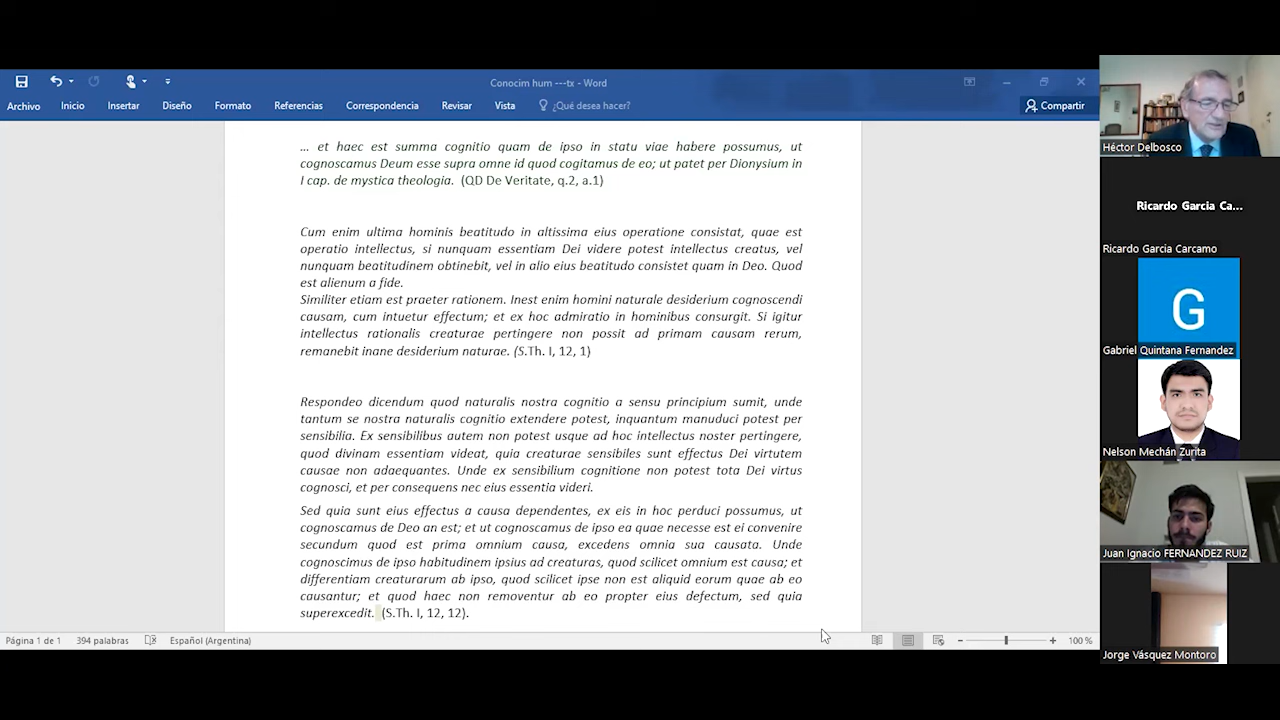 Conocim hum ---tx - Word
Archivo Inicio Insertar Diseño Formato Referencias Correspondencia Revisar Vista ¿Qué desea hacer? Compartir
... et haec est summa cognitio quam de ipso in statu viae habere possumus, ut
cognoscamus Deum esse supra omne id quod cogitamus de eo; ut patet per Dionysium in
I cap. de mystica theologia. (QD De Veritate, q.2, a.1)
Cum enim ultima hominis beatitudo in altissima eius operatione consistat, quae est
operatio intellectus, si nunquam essentiam Dei videre potest intellectus creatus, vel
nunquam beatitudinem obtinebit, vel in alio eius beatitudo consistet quam in Deo. Quod
est alienum a fide.
Similiter etiam est praeter rationem. Inest enim homini naturale desiderium cognoscendi
causam, cum intuetur effectum; et ex hoc admiratio in hominibus consurgit. Si igitur
intellectus rationalis creaturae pertingere non possit ad primam causam rerum,
remanebit inane desiderium naturae. (S.Th. I, 12, 1)
Respondeo dicendum quod naturalis nostra cognitio a sensu principium sumit, unde
tantum se nostra naturalis cognitio extendere potest, inquantum manuduci potest per
sensibilia. Ex sensibilibus autem non potest usque ad hoc intellectus noster pertingere,
quod divinam essentiam videat, quia creaturae sensibiles sunt effectus Dei virtutem
causae non adaequantes. Unde ex sensibilium cognitione non potest tota Dei virtus
cognosci, et per consequens nec eius essentia videri.
Sed quia sunt eius effectus a causa dependentes, ex eis in hoc perduci possumus, ut
cognoscamus de Deo an est; et ut cognoscamus de ipso ea quae necesse est ei convenire
secundum quod est prima omnium causa, excedens omnia sua causata. Unde
cognoscimus de ipso habitudinem ipsius ad creaturas, quod scilicet omnium est causa; et
differentiam creaturarum ab ipso, quod scilicet ipse non est aliquid eorum quae ab eo
causantur; et quod haec non removentur ab eo propter eius defectum, sed quia
superexcedit. (S.Th. I, 12, 12).
Página 1 de 1 394 palabras Español (Argentina) 100 %
Héctor Delbosco
Ricardo Garcia Ca...
Ricardo Garcia Carcamo
G
Gabriel Quintana Fernandez
Nelson Mechán Zurita
Juan Ignacio FERNANDEZ RUIZ
Jorge Vásquez Montoro